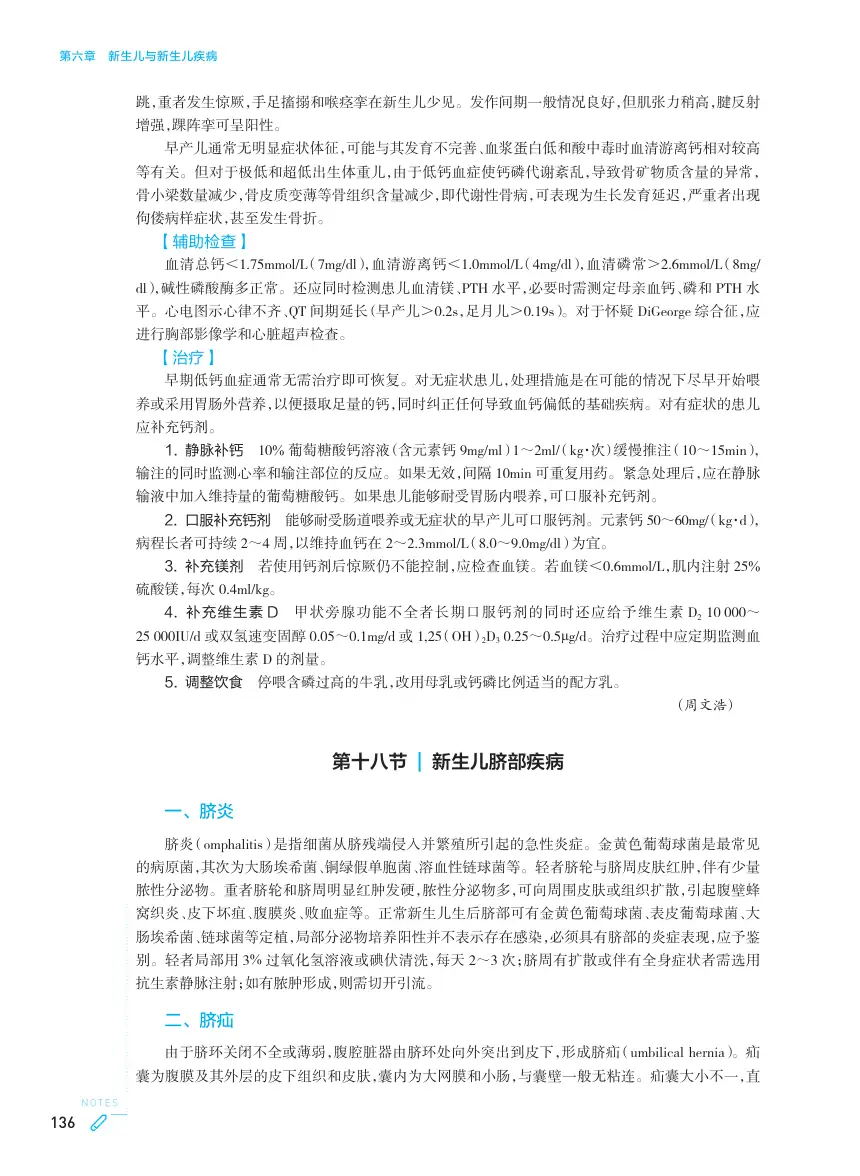 第六章　新生儿与新生儿疾病
跳,重者发生惊厥,手足搐搦和喉痉挛在新生儿少见。发作间期一般情况良好,但肌张力稍高,腱反射
增强,踝阵挛可呈阳性。
早产儿通常无明显症状体征,可能与其发育不完善、血浆蛋白低和酸中毒时血清游离钙相对较高
等有关。但对于极低和超低出生体重儿,由于低钙血症使钙磷代谢紊乱,导致骨矿物质含量的异常,
骨小梁数量减少,骨皮质变薄等骨组织含量减少,即代谢性骨病,可表现为生长发育延迟,严重者出现
佝偻病样症状,甚至发生骨折。
【辅助检查】
血清总钙＜1.75mmol/L(7mg/dl),血清游离钙＜1.0mmol/L(4mg/dl),血清磷常＞2.6mmol/L(8mg/
dl),碱性磷酸酶多正常。还应同时检测患儿血清镁、PTH 水平,必要时需测定母亲血钙、磷和 PTH 水
平。心电图示心律不齐、QT 间期延长(早产儿＞0.2s,足月儿＞0.19s)。对于怀疑 DiGeorge 综合征,应
进行胸部影像学和心脏超声检查。
【治疗】
早期低钙血症通常无需治疗即可恢复。对无症状患儿,处理措施是在可能的情况下尽早开始喂
养或采用胃肠外营养,以便摄取足量的钙,同时纠正任何导致血钙偏低的基础疾病。对有症状的患儿
应补充钙剂。
1. 静脉补钙　10% 葡萄糖酸钙溶液(含元素钙 9mg/ml)1～2ml/(kg·次)缓慢推注(10～15min),
输注的同时监测心率和输注部位的反应。如果无效,间隔 10min 可重复用药。紧急处理后,应在静脉
输液中加入维持量的葡萄糖酸钙。如果患儿能够耐受胃肠内喂养,可口服补充钙剂。
2. 口服补充钙剂　能够耐受肠道喂养或无症状的早产儿可口服钙剂。元素钙 50～60mg/(kg·d),
病程长者可持续 2～4 周,以维持血钙在 2～2.3mmol/L(8.0～9.0mg/dl)为宜。
3. 补充镁剂　若使用钙剂后惊厥仍不能控制,应检查血镁。若血镁＜0.6mmol/L,肌内注射 25%
硫酸镁,每次 0.4ml/kg。
4. 补充维生素 D　甲状旁腺功能不全者长期口服钙剂的同时还应给予维生素 D₂ 10 000～
25 000IU/d 或双氢速变固醇 0.05～0.1mg/d 或 1,25(OH)₂D₃ 0.25～0.5μg/d。治疗过程中应定期监测血
钙水平,调整维生素 D 的剂量。
5. 调整饮食　停喂含磷过高的牛乳,改用母乳或钙磷比例适当的配方乳。
(周文浩)
第十八节 | 新生儿脐部疾病
一、脐炎
脐炎(omphalitis)是指细菌从脐残端侵入并繁殖所引起的急性炎症。金黄色葡萄球菌是最常见
的病原菌,其次为大肠埃希菌、铜绿假单胞菌、溶血性链球菌等。轻者脐轮与脐周皮肤红肿,伴有少量
脓性分泌物。重者脐轮和脐周明显红肿发硬,脓性分泌物多,可向周围皮肤或组织扩散,引起腹壁蜂
窝织炎、皮下坏疽、腹膜炎、败血症等。正常新生儿生后脐部可有金黄色葡萄球菌、表皮葡萄球菌、大
肠埃希菌、链球菌等定植,局部分泌物培养阳性并不表示存在感染,必须具有脐部的炎症表现,应予鉴
别。轻者局部用 3% 过氧化氢溶液或碘伏清洗,每天 2～3 次;脐周有扩散或伴有全身症状者需选用
抗生素静脉注射;如有脓肿形成,则需切开引流。
二、脐疝
由于脐环关闭不全或薄弱,腹腔脏器由脐环处向外突出到皮下,形成脐疝(umbilical hernia)。疝
囊为腹膜及其外层的皮下组织和皮肤,囊内为大网膜和小肠,与囊壁一般无粘连。疝囊大小不一,直
NOTES
136